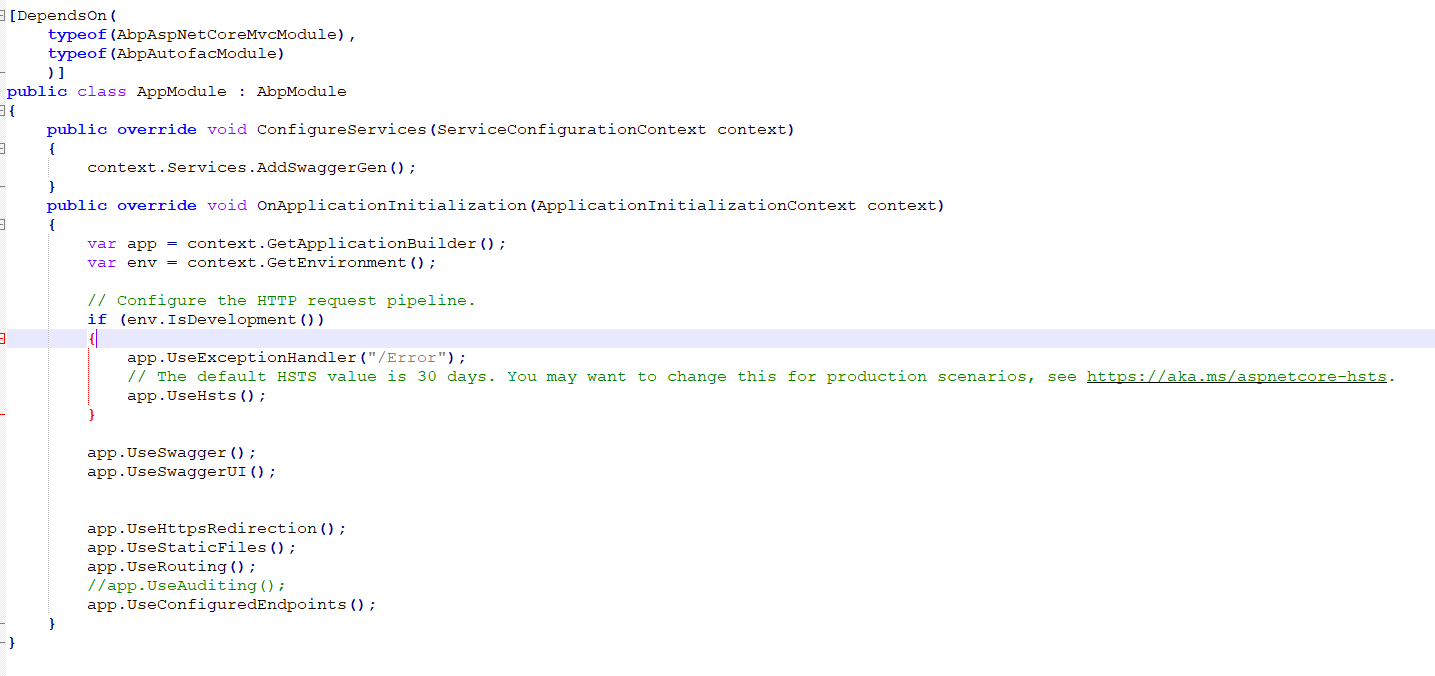 [DependsOn(
    typeof(AbpAspNetCoreMvcModule),
    typeof(AbpAutofacModule)
    )]
public class AppModule : AbpModule
{
    public override void ConfigureServices(ServiceConfigurationContext context)
    {
        context.Services.AddSwaggerGen();
    }
    public override void OnApplicationInitialization(ApplicationInitializationContext context)
    {
        var app = context.GetApplicationBuilder();
        var env = context.GetEnvironment();

        // Configure the HTTP request pipeline.
        if (env.IsDevelopment())
        {
            app.UseExceptionHandler("/Error");
            // The default HSTS value is 30 days. You may want to change this for production scenarios, see https://aka.ms/aspnetcore-hsts.
            app.UseHsts();
        }

        app.UseSwagger();
        app.UseSwaggerUI();


        app.UseHttpsRedirection();
        app.UseStaticFiles();
        app.UseRouting();
        //app.UseAuditing();
        app.UseConfiguredEndpoints();
    }
}